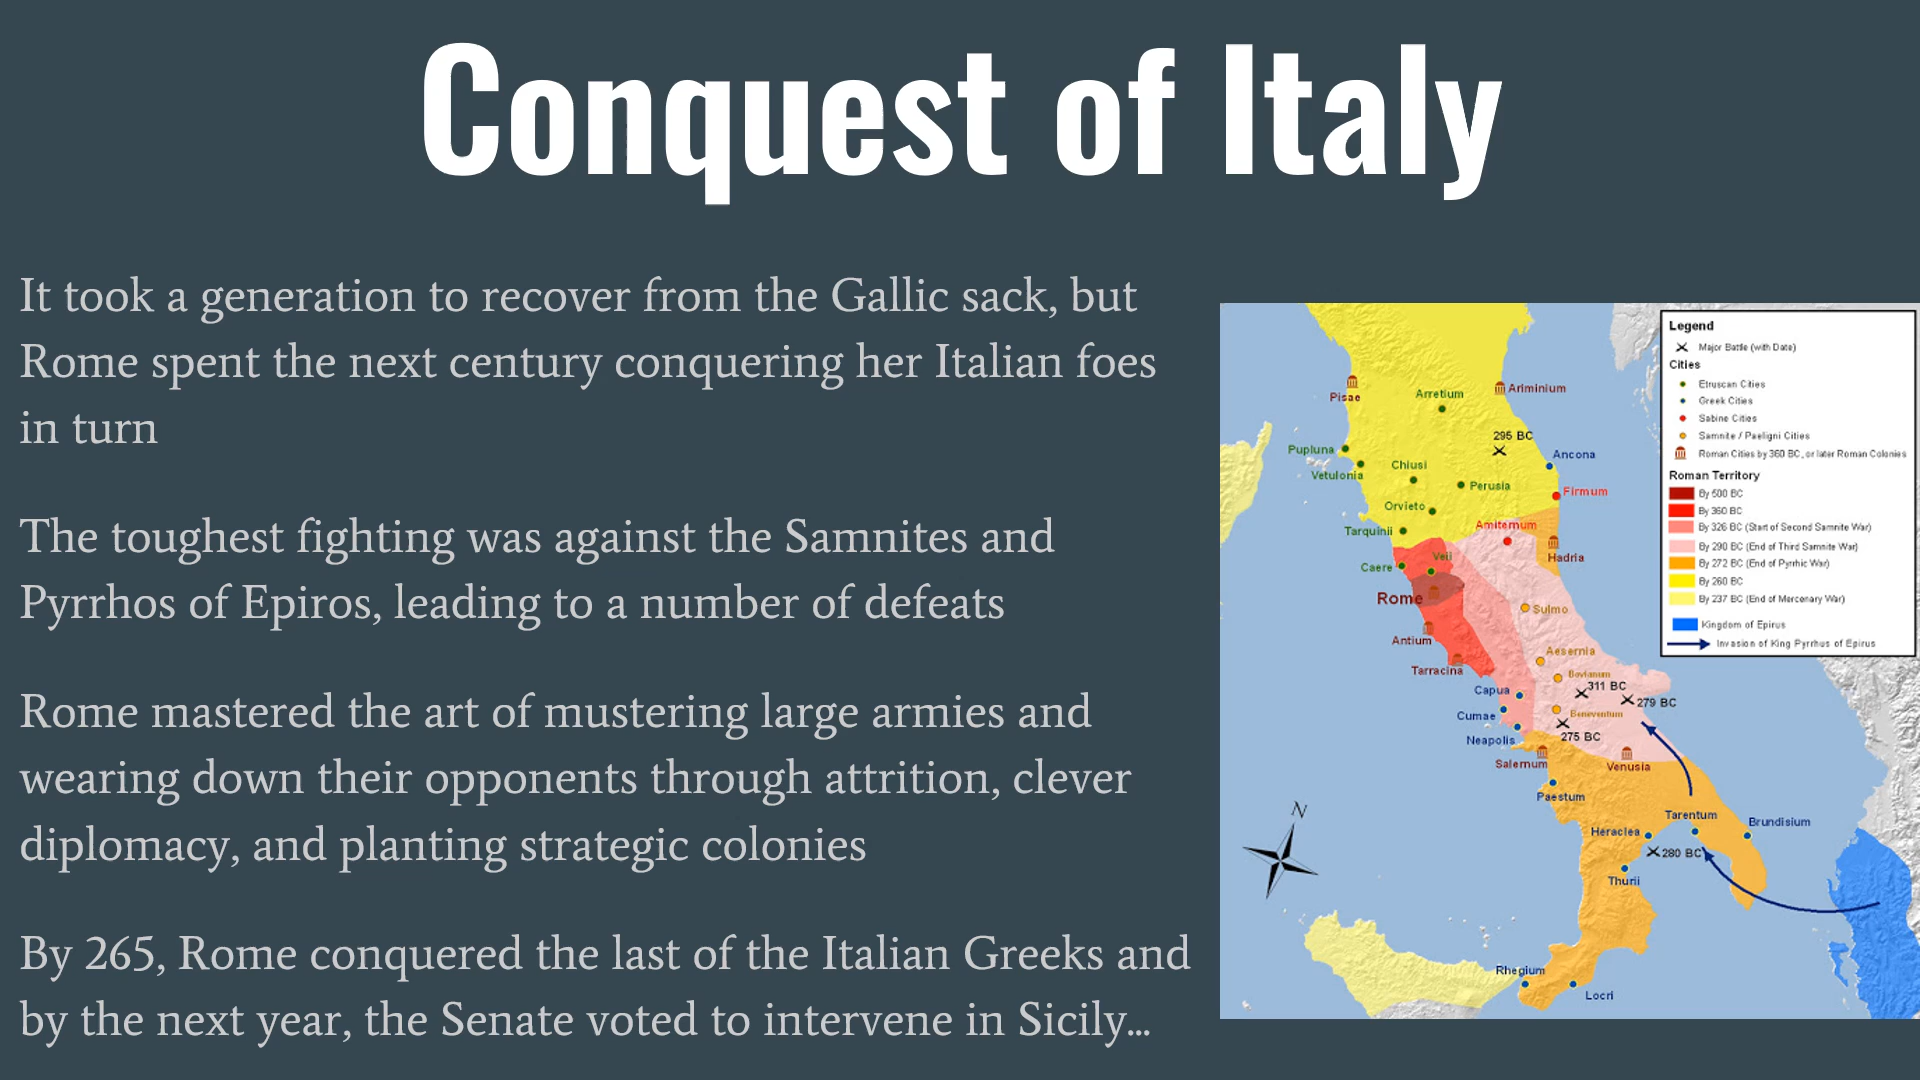 Conquest of Italy
It took a generation to recover from the Gallic sack, but
Rome spent the next century conquering her Italian foes
in turn
The toughest fighting was against the Samnites and
Pyrrhos of Epiros, leading to a number of defeats
Rome mastered the art of mustering large armies and
wearing down their opponents through attrition, clever
diplomacy, and planting strategic colonies
By 265, Rome conquered the last of the Italian Greeks and
by the next year, the Senate voted to intervene in Sicily...
Legend
Major Battle (with Date)
Cities
Etruscan Cities
Greek Cities
Sabine Cities
Samnite / Paeligni Cities
Roman Cities by 360 BC, or later Roman Colonies
Roman Territory
By 500 BC
By 360 BC
By 326 BC (Start of Second Samnite War)
By 290 BC (End of Third Samnite War)
By 272 BC (End of Pyrrhic War)
By 260 BC
By 237 BC (End of Mercenary War)
Kingdom of Epirus
Invasion of King Pyrrhus of Epirus
Pisae
Arretium
Ariminium
295 BC
Pupluna
Ancona
Vetulonia
Chiusi
Perusia
Firmum
Orvieto
Tarquinii
Amiternum
Veii
Hadria
Caere
Rome
Sulmo
Antium
Aesernia
Tarracina
Bovianum
Capua
311 BC
279 BC
Cumae
Beneventum
275 BC
Neapolis
Salernum
Venusia
Paestum
N
Tarentum
Brundisium
Heraclea
280 BC
Thurii
Rhegium
Locri